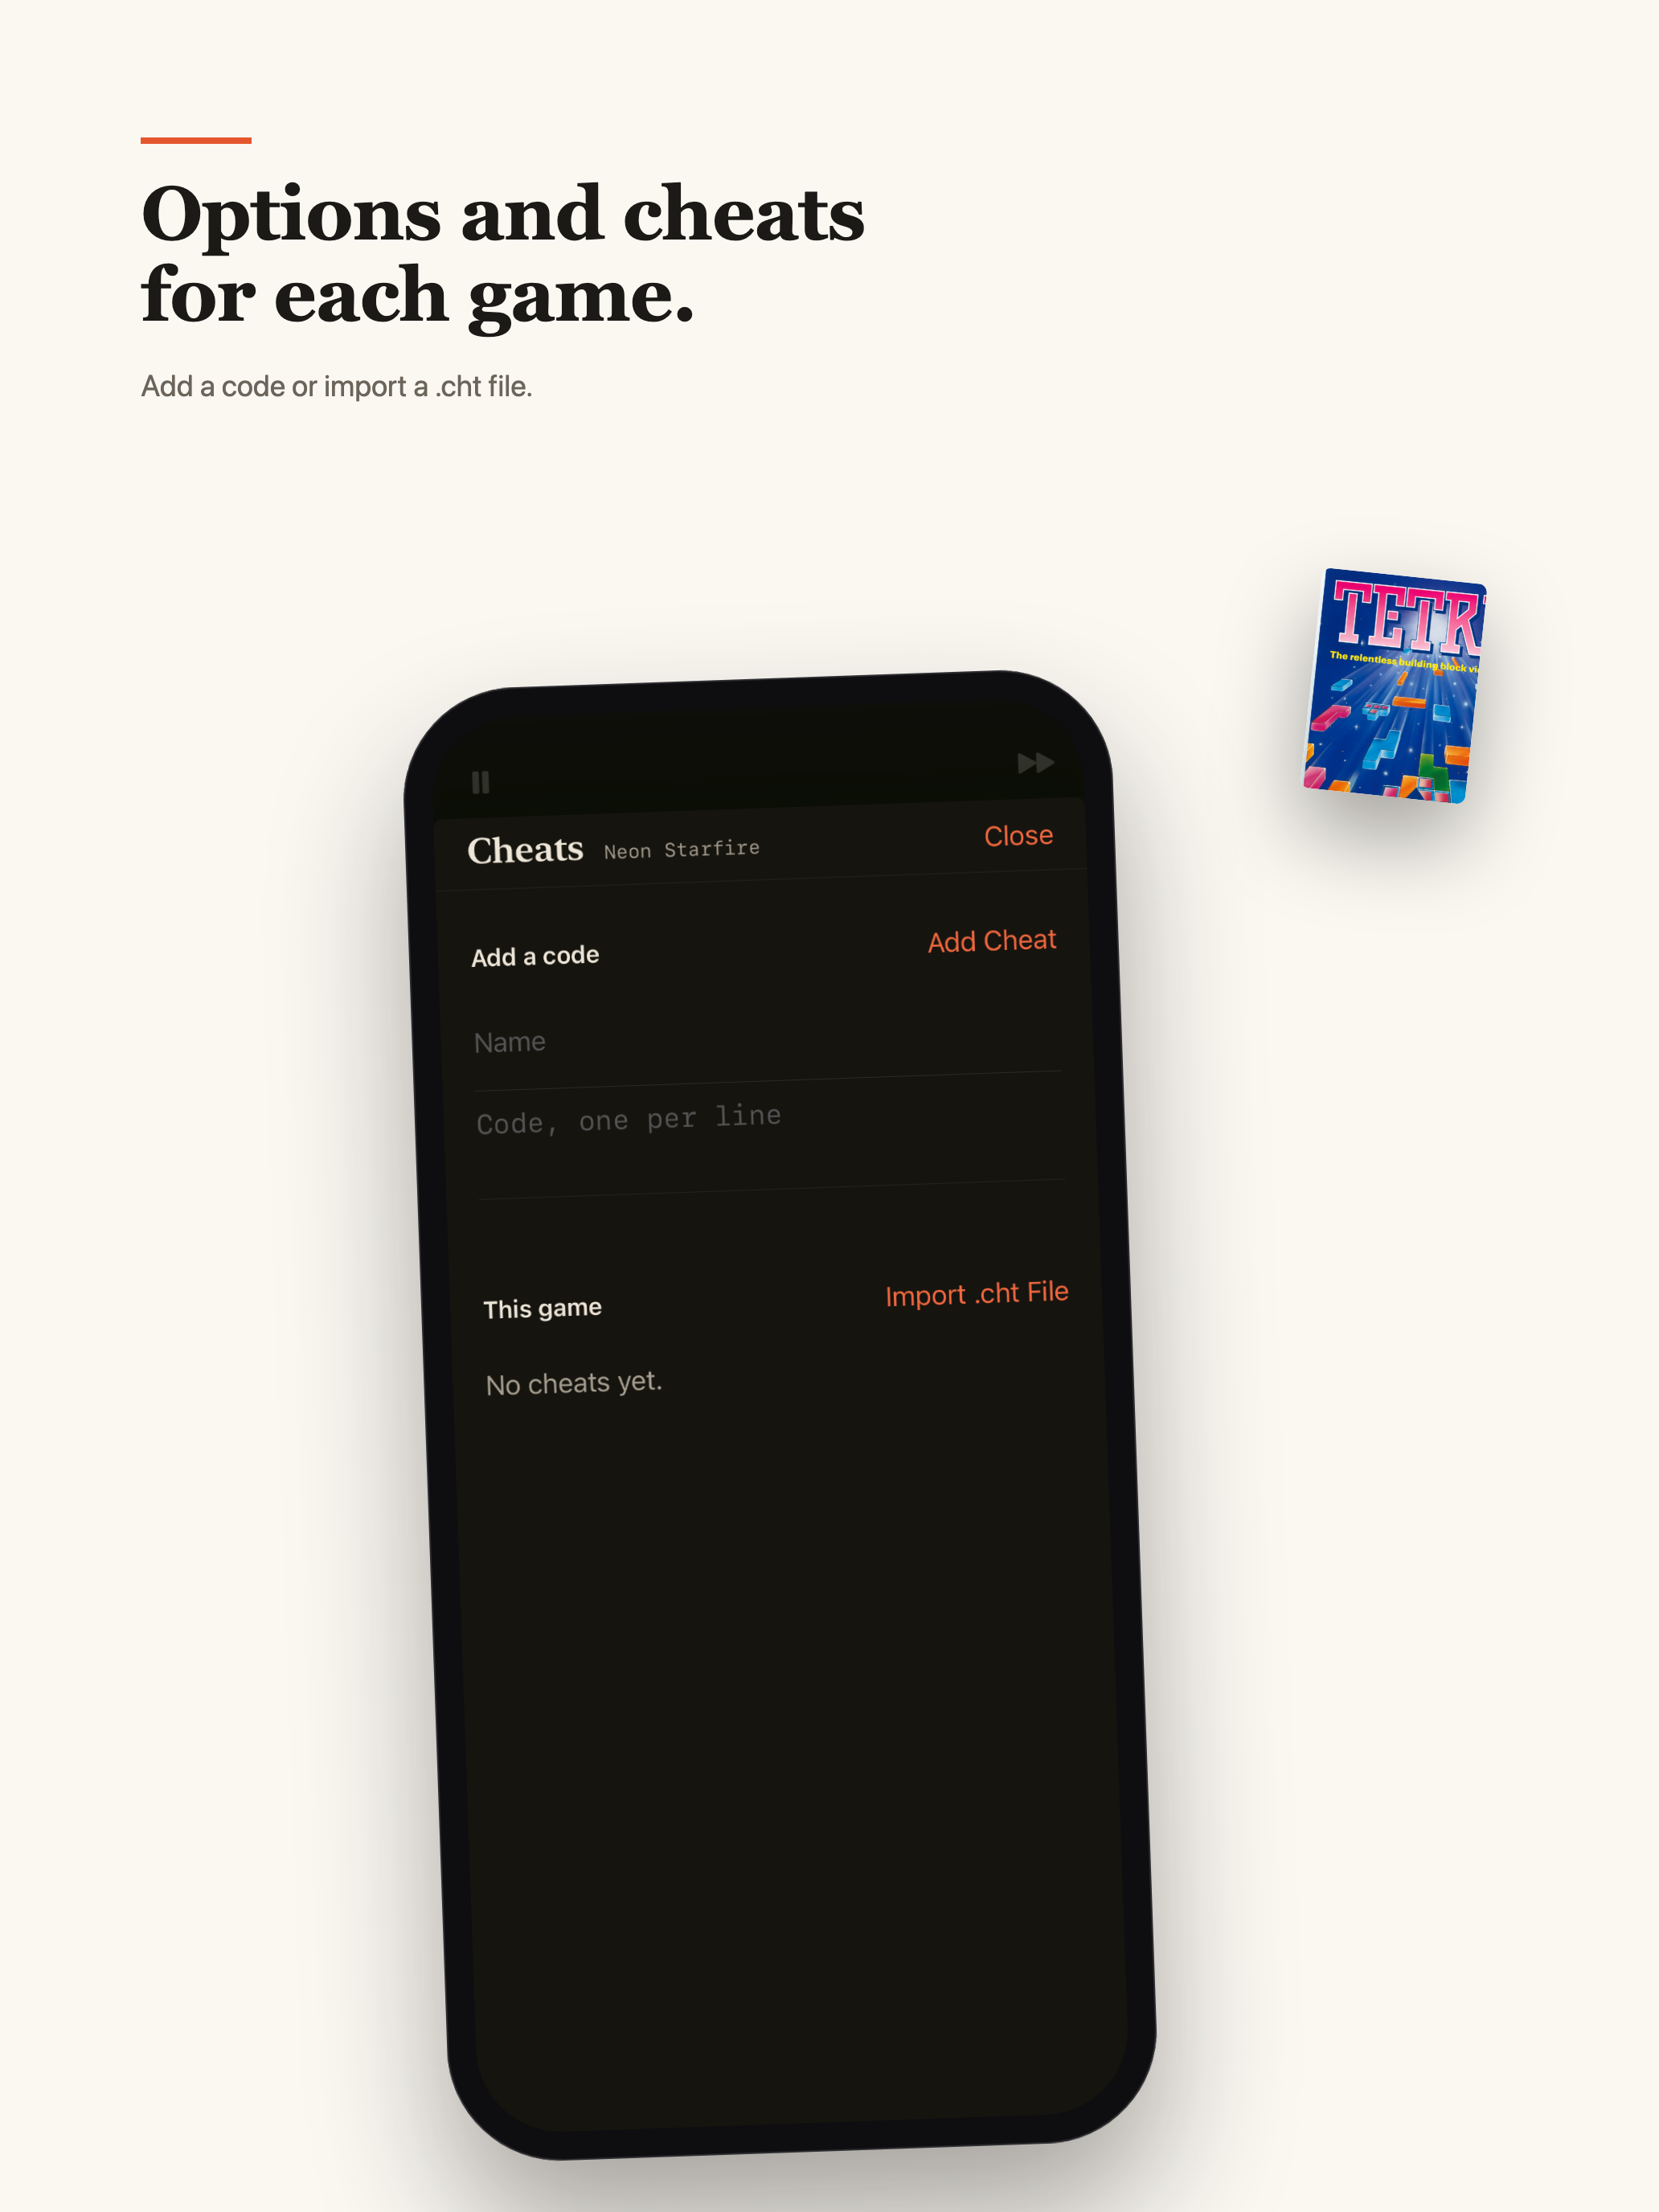 Options and cheats
for each game.
Add a code or import a .cht file.
TETR
The relentless building block
Cheats Neon Starfire Close
Add a code Add Cheat
Name
Code, one per line
This game Import .cht File
No cheats yet.